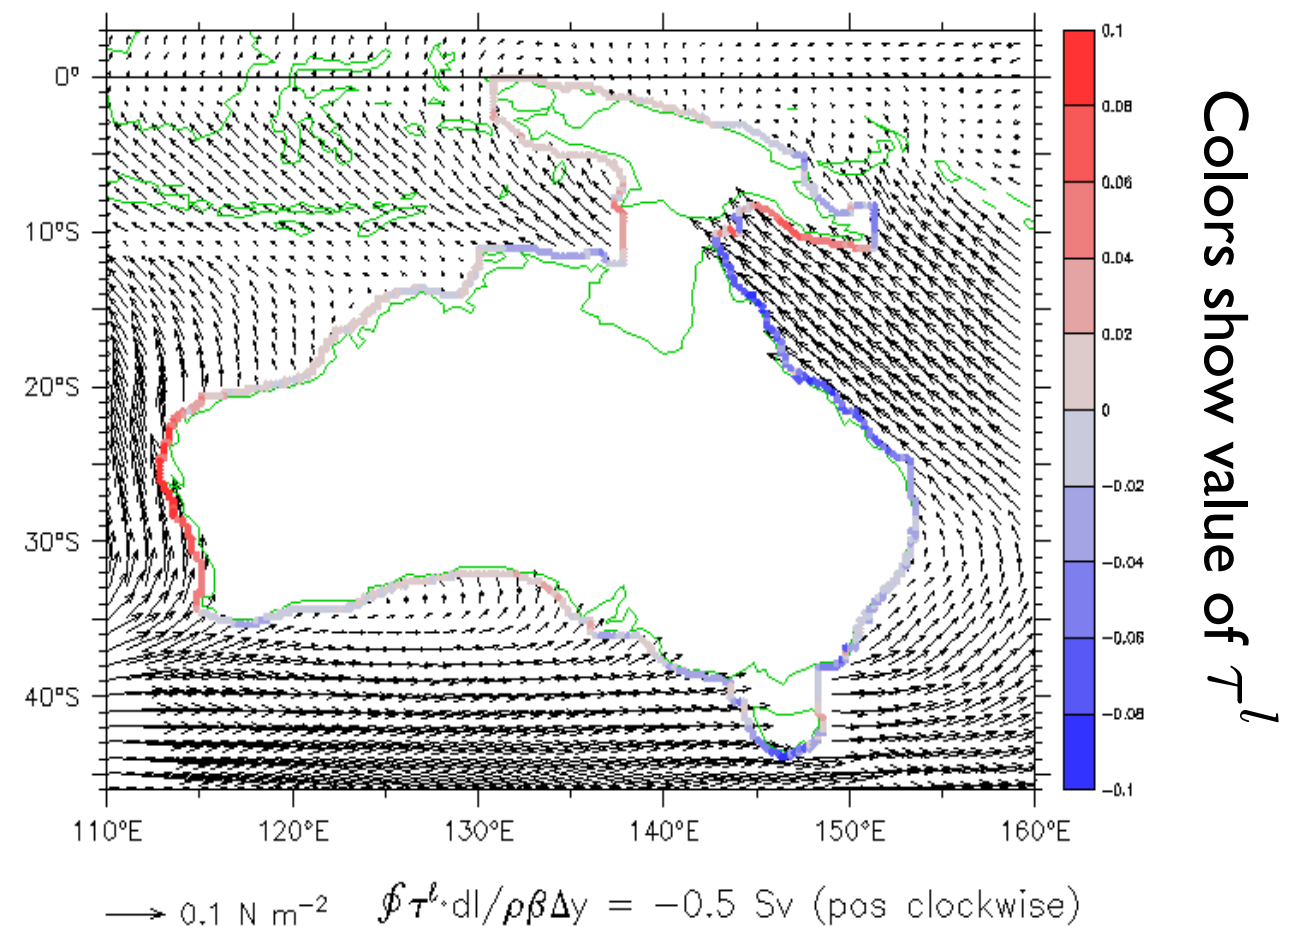 0°
10°S
20°S
30°S
40°S
110°E
120°E
130°E
140°E
150°E
160°E
0.1
0.08
0.06
0.04
0.02
0
−0.02
−0.04
−0.06
−0.08
−0.1
Colors show value of τˡ
0.1 N m⁻²
∮τˡ·dl/ρβΔy = −0.5 Sv (pos clockwise)